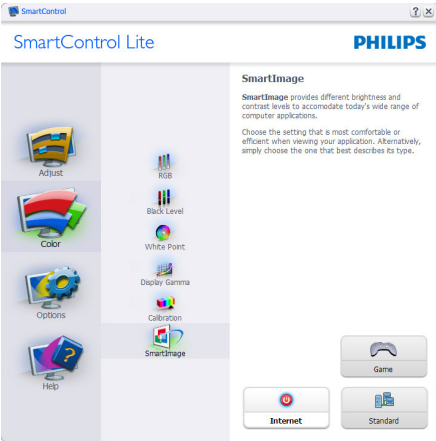 SmartControl
SmartControl Lite
PHILIPS
Adjust
Color
Options
Help
RGB
Black Level
White Point
Display Gamma
Calibration
SmartImage
SmartImage
SmartImage provides different brightness and
contrast levels to accomodate today's wide range of
computer applications.
Choose the setting that is most comfortable or
efficient when viewing your application. Alternatively,
simply choose the one that best describes its type.
Game
Internet
Standard